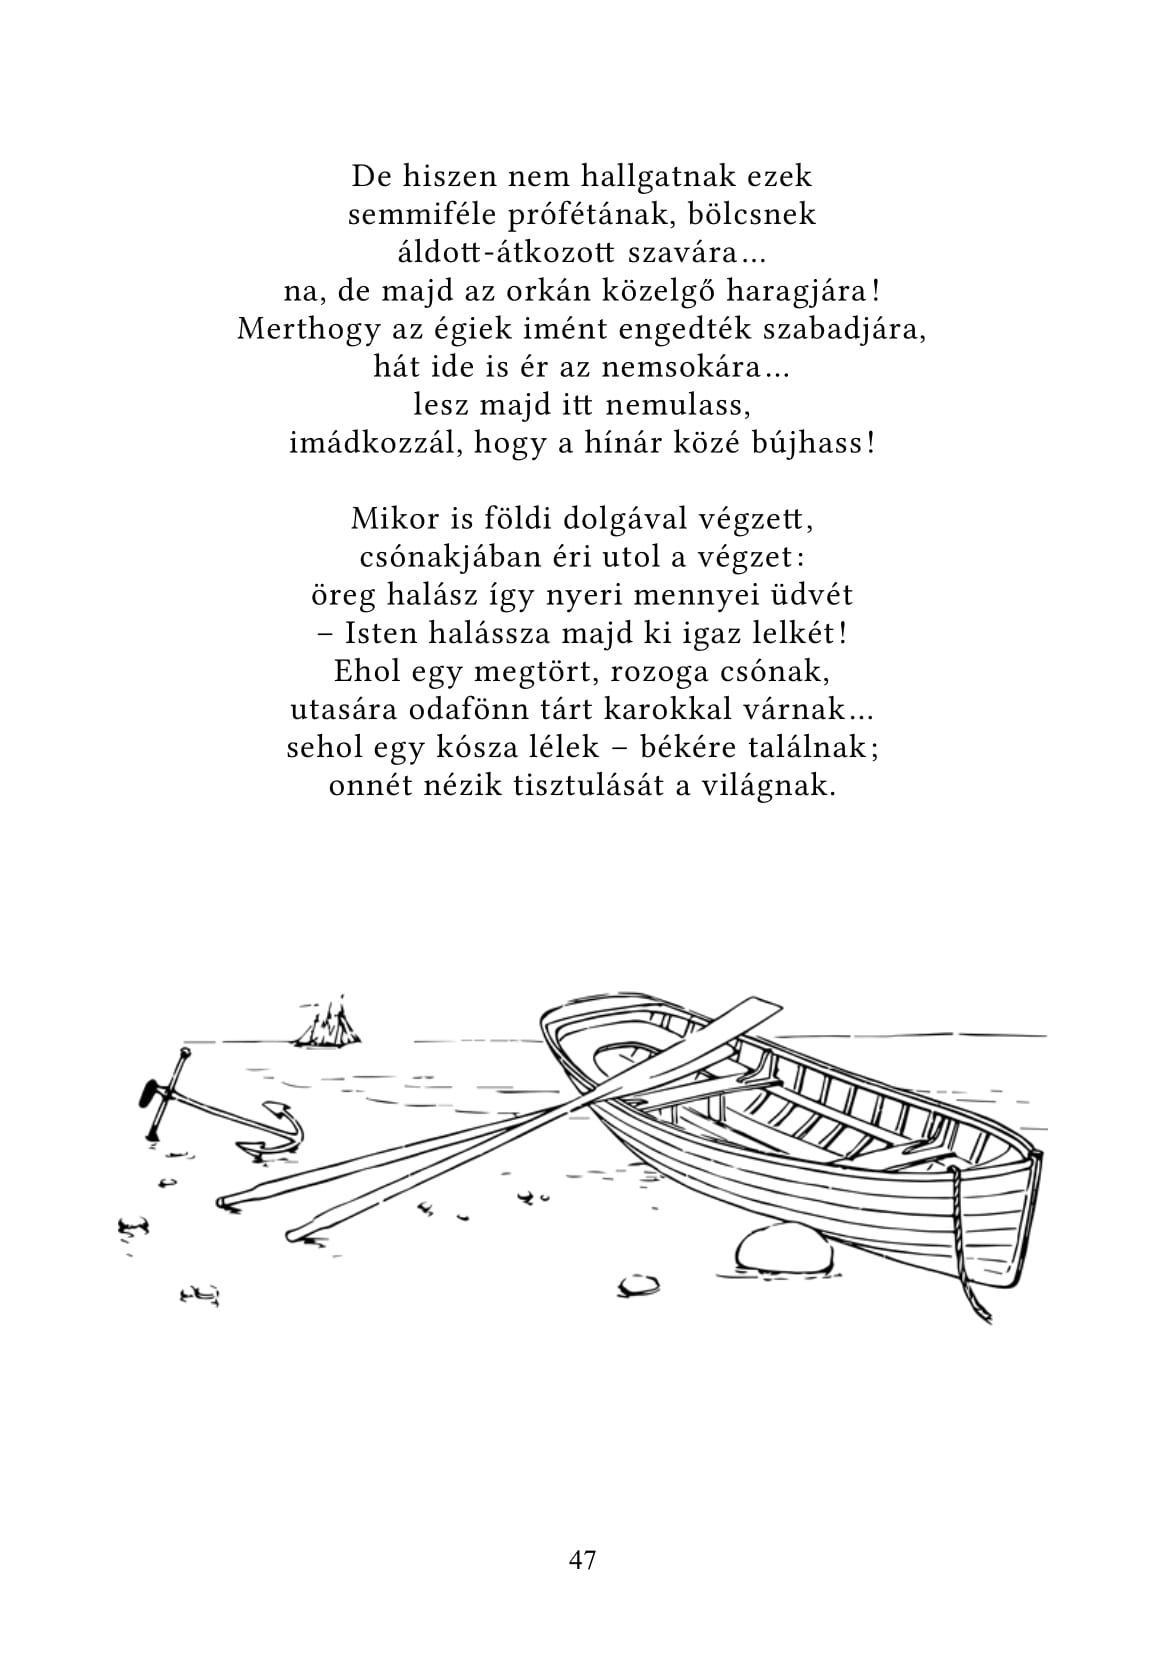 De hiszen nem hallgatnak ezek
semmiféle prófétának, bölcsnek
áldott-átkozott szavára…
na, de majd az orkán közelgő haragjára!
Merthogy az égiek imént engedték szabadjára,
hát ide is ér az nemsokára…
lesz majd itt nemulass,
imádkozzál, hogy a hínár közé bújhass!
Mikor is földi dolgával végzett,
csónakjában éri utol a végzet:
öreg halász így nyeri mennyei üdvét
– Isten halássza majd ki igaz lelkét!
Ehol egy megtört, rozoga csónak,
utasára odafönn tárt karokkal várnak…
sehol egy kósza lélek – békére találnak;
onnét nézik tisztulását a világnak.
47